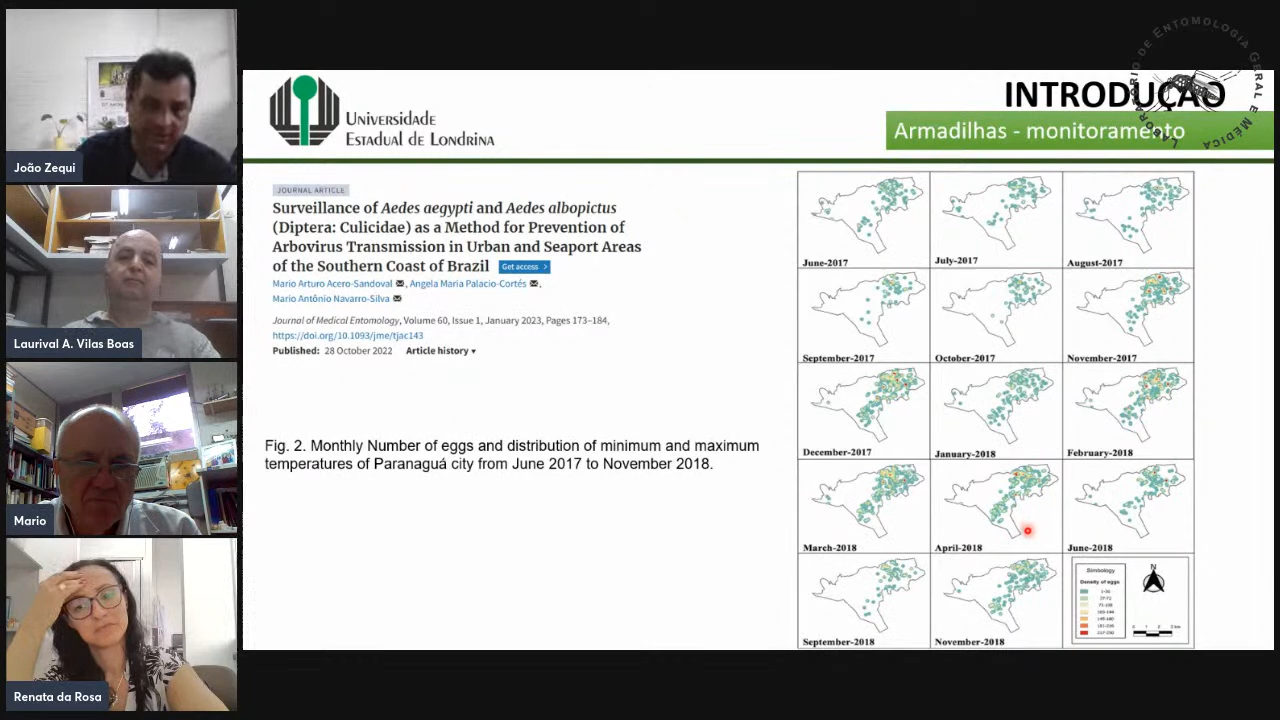 João Zequi
Laurival A. Vilas Boas
Mario
Renata da Rosa
Universidade
Estadual de Londrina
INTRODUÇÃO
Armadilhas - monitoramento
LABORATÓRIO DE ENTOMOLOGIA GERAL E MÉDICA
JOURNAL ARTICLE
Surveillance of Aedes aegypti and Aedes albopictus
(Diptera: Culicidae) as a Method for Prevention of
Arbovirus Transmission in Urban and Seaport Areas
of the Southern Coast of Brazil Get access >
Mario Arturo Acero-Sandoval, Angela Maria Palacio-Cortés,
Mario Antônio Navarro-Silva
Journal of Medical Entomology, Volume 60, Issue 1, January 2023, Pages 173–184,
https://doi.org/10.1093/jme/tjac143
Published: 28 October 2022 Article history ▾
Fig. 2. Monthly Number of eggs and distribution of minimum and maximum
temperatures of Paranaguá city from June 2017 to November 2018.
June-2017
July-2017
August-2017
September-2017
October-2017
November-2017
December-2017
January-2018
February-2018
March-2018
April-2018
June-2018
September-2018
November-2018
Simbology
Density of eggs
N